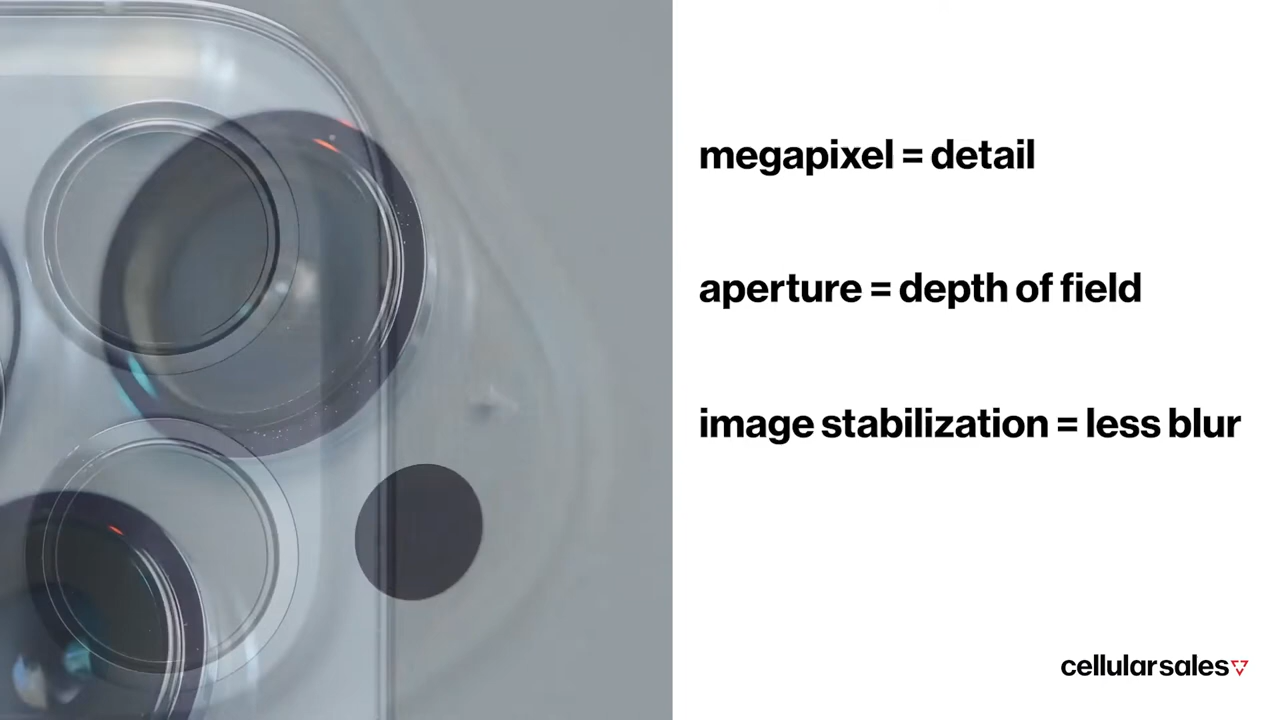 megapixel = detail
aperture = depth of field
image stabilization = less blur
cellularsales